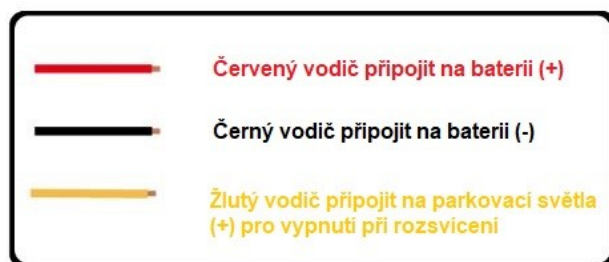 Červený vodič připojit na baterii (+)
Černý vodič připojit na baterii (-)
Žlutý vodič připojit na parkovací světla
(+) pro vypnutí při rozsvícení